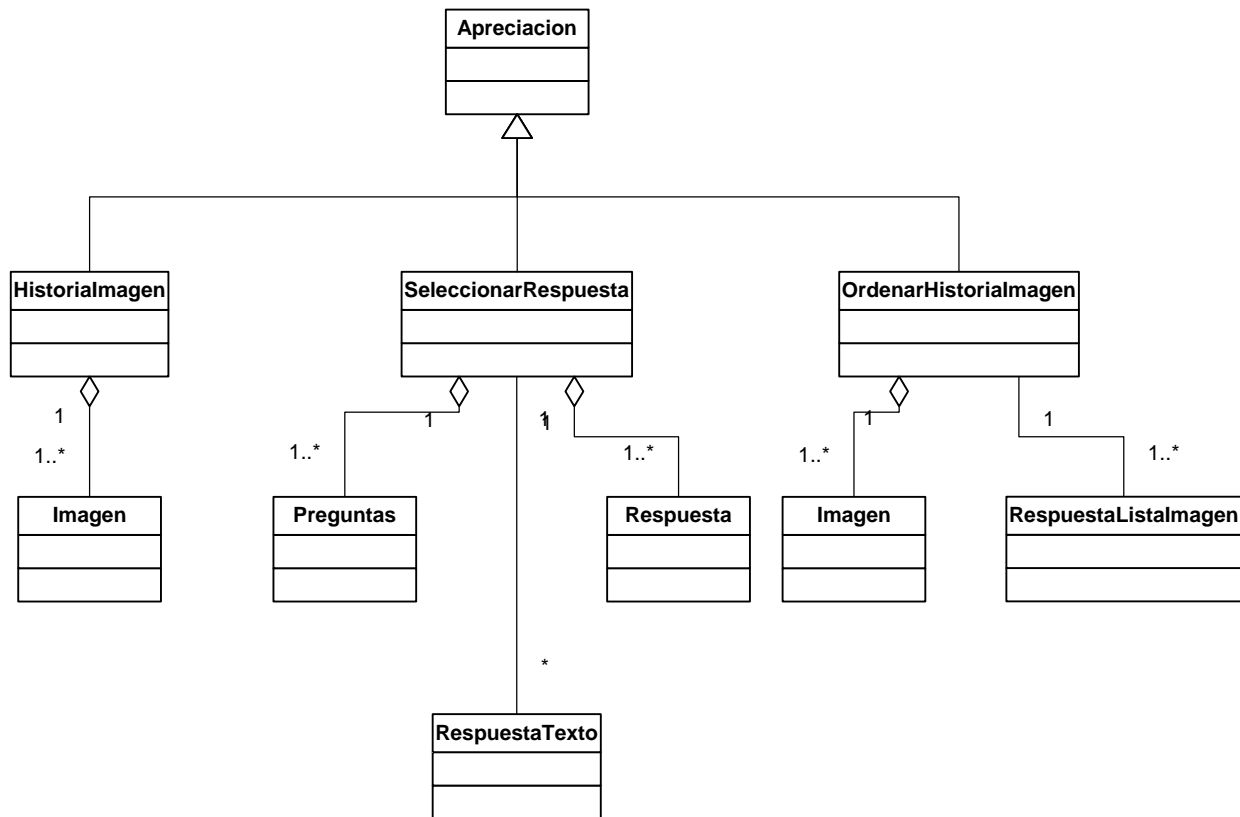 Apreciacion
HistoriaImagen
SeleccionarRespuesta
OrdenarHistoriaImagen
1
1
1
1
1
1
1..*
1..*
1..*
1..*
1..*
Imagen
Preguntas
Respuesta
Imagen
RespuestaListaImagen
*
RespuestaTexto